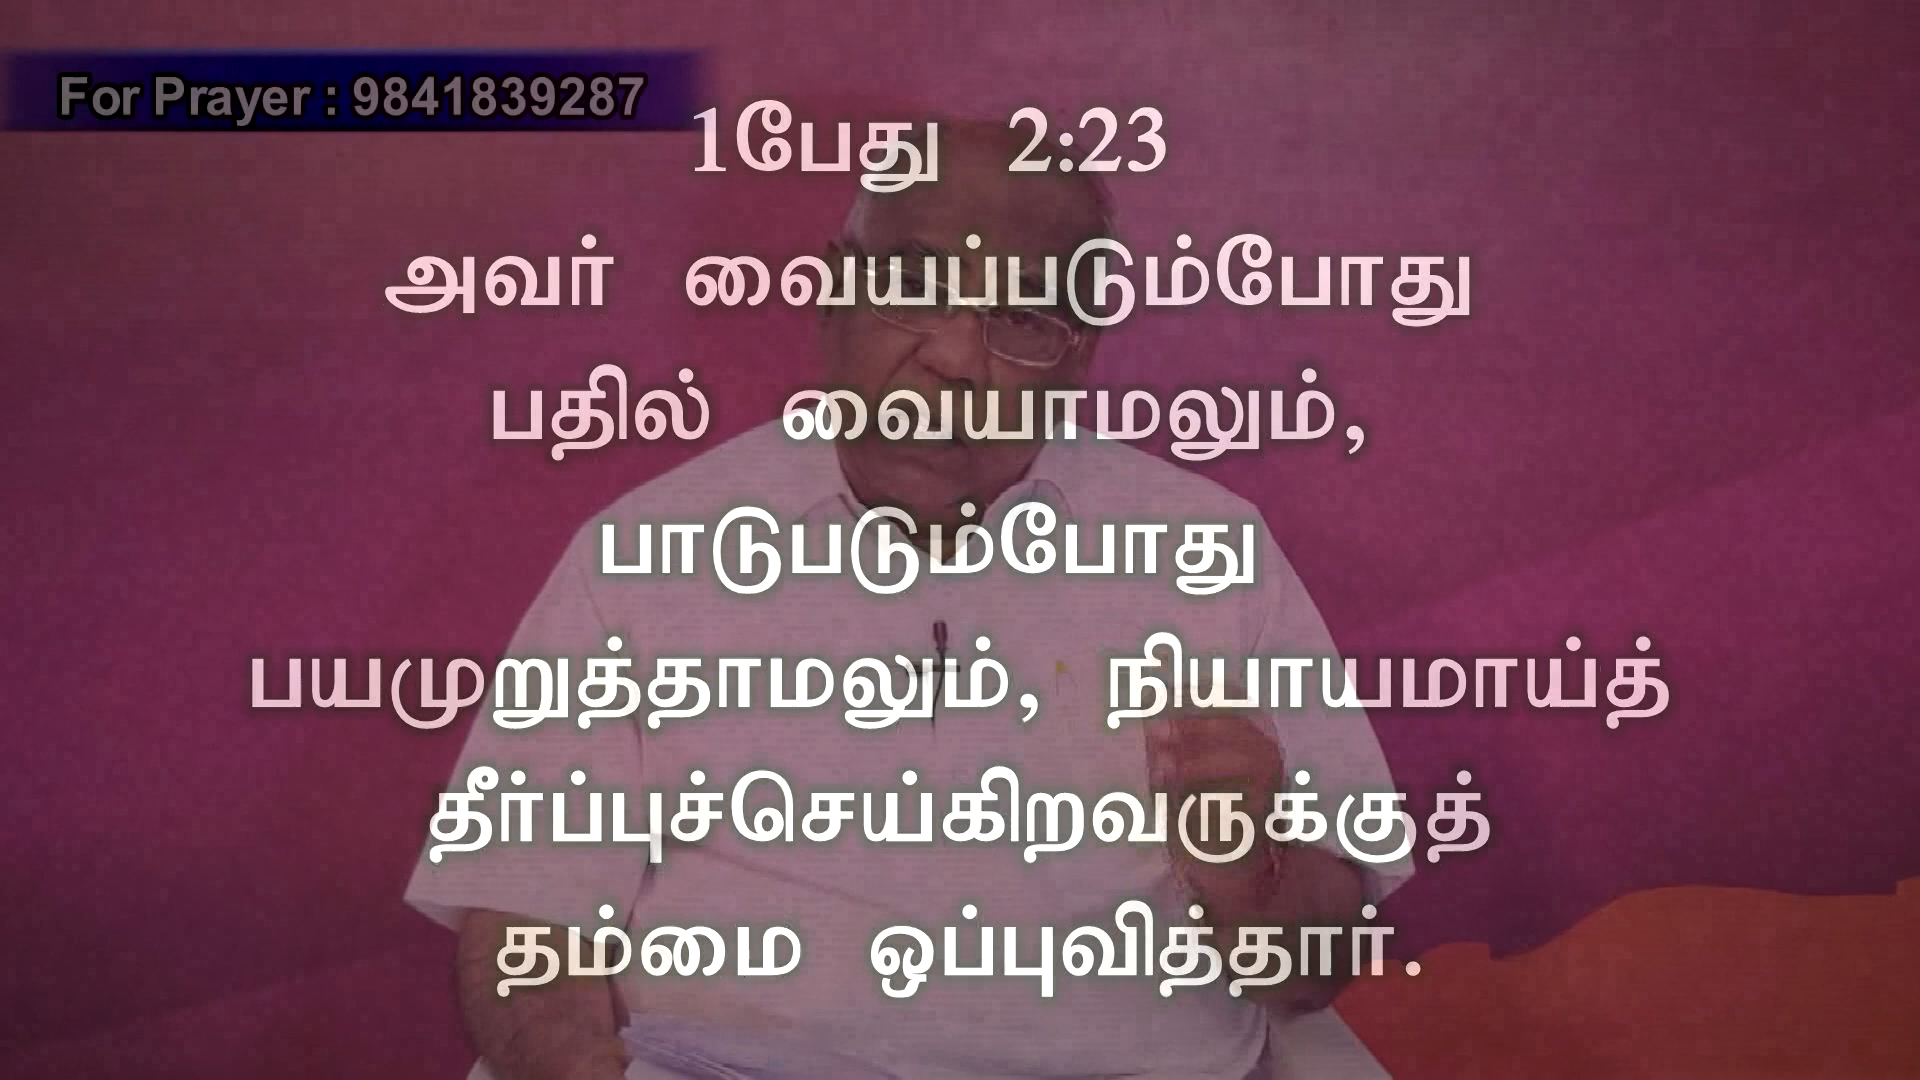 For Prayer : 9841839287
1பேது 2:23
அவர் வையப்படும்போது
பதில் வையாமலும்,
பாடுபடும்போது
பயமுறுத்தாமலும், நியாயமாய்த்
தீர்ப்புச்செய்கிறவருக்குத்
தம்மை ஒப்புவித்தார்.